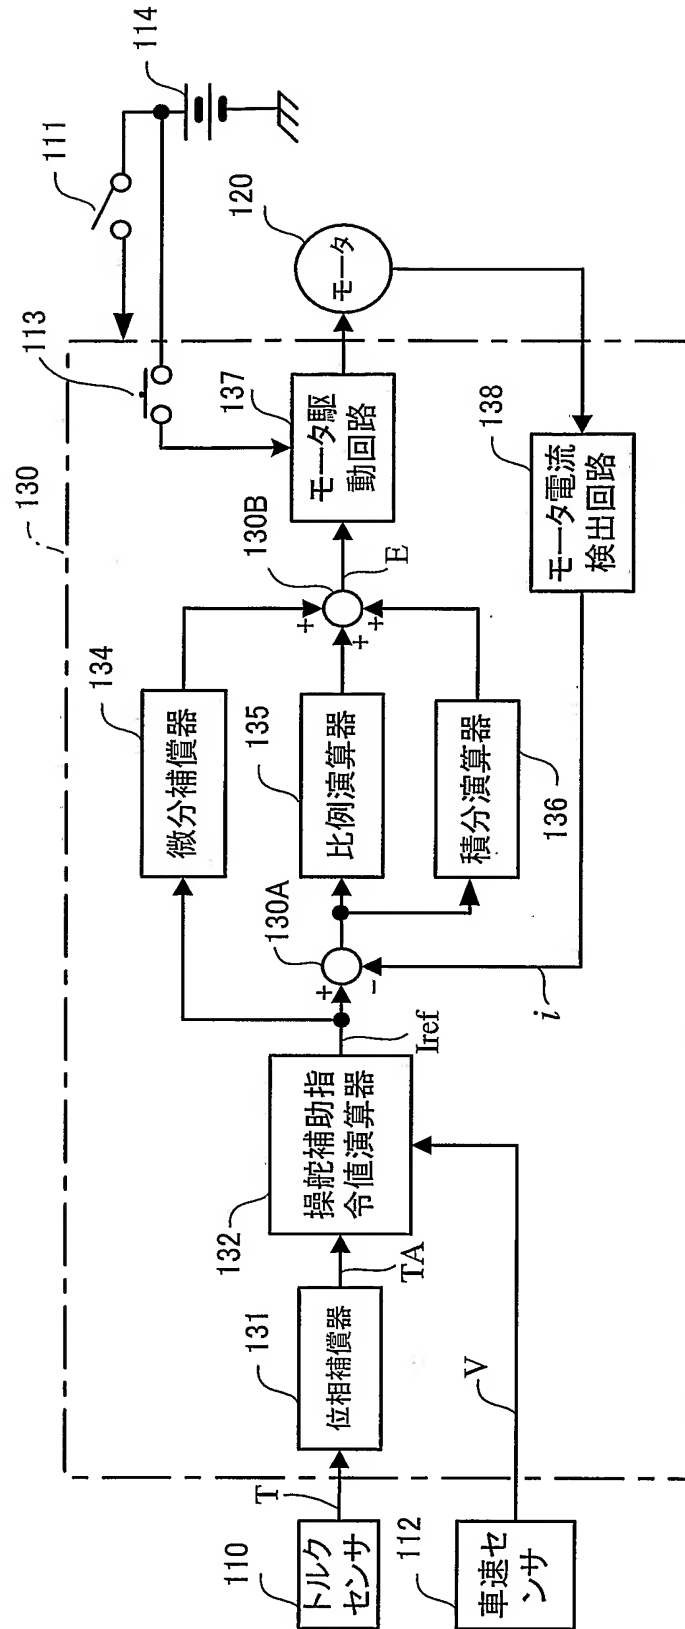 130
111
114
113
120
モータ
137
モータ駆
動回路
130B
E
138
モータ電流
検出回路
134
微分補償器
135
比例演算器
136
積分演算器
130A
+
-
+
+
+
i
Iref
132
操舵補助指
令値演算器
TA
131
位相補償器
T
V
110
トルク
センサ
112
車速セ
ンサ